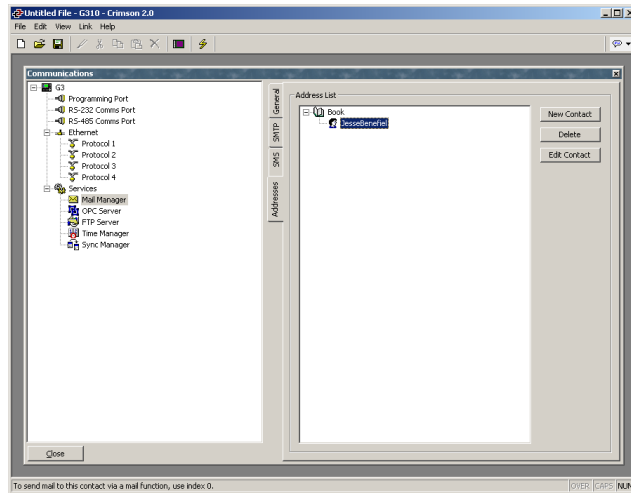 Untitled File - G310 - Crimson 2.0
File Edit View Link Help
Communications
G3
Programming Port
RS-232 Comms Port
RS-485 Comms Port
Ethernet
Protocol 1
Protocol 2
Protocol 3
Protocol 4
Services
Mail Manager
OPC Server
FTP Server
Time Manager
Sync Manager
General
SMTP
SMS
Addresses
Address List
Book
JesseBenefiel
New Contact
Delete
Edit Contact
Close
To send mail to this contact via a mail function, use index 0.
OVER CAPS NUM